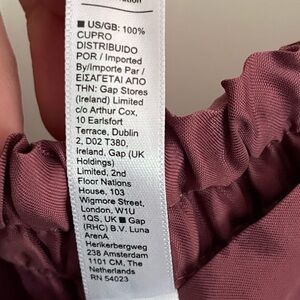 ■ US/GB: 100%
CUPRO
DISTRIBUIDO
POR / Imported
By/Importe Par /
ΕΙΣΑΓΕΤΑΙ ΑΠΟ
ΤΗΝ: Gap Stores
(Ireland) Limited
c/o Arthur Cox,
10 Earlsfort
Terrace, Dublin
2, D02 T380,
Ireland, Gap (UK
Holdings)
Limited, 2nd
Floor Nations
House, 103
Wigmore Street,
London, W1U
1QS, UK ■ Gap
(RHC) B.V. Luna
ArenA
Herikerbergweg
238 Amsterdam
1101 CM, The
Netherlands
RN 54023